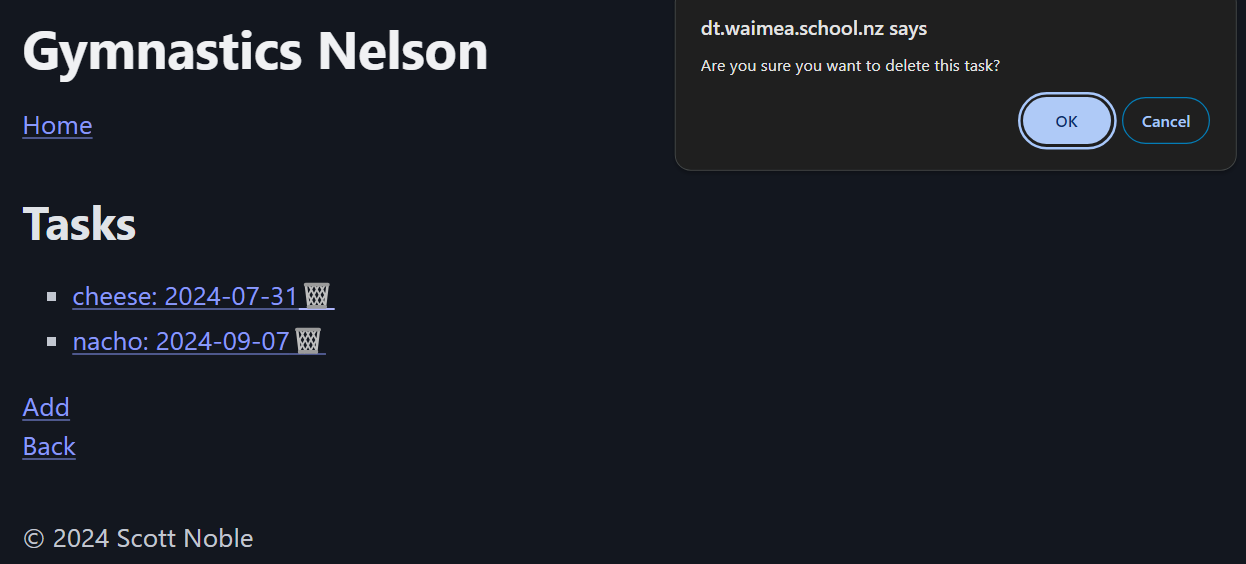 Gymnastics Nelson
Home
Tasks
cheese: 2024-07-31
nacho: 2024-09-07
Add
Back
© 2024 Scott Noble
dt.waimea.school.nz says
Are you sure you want to delete this task?
OK
Cancel